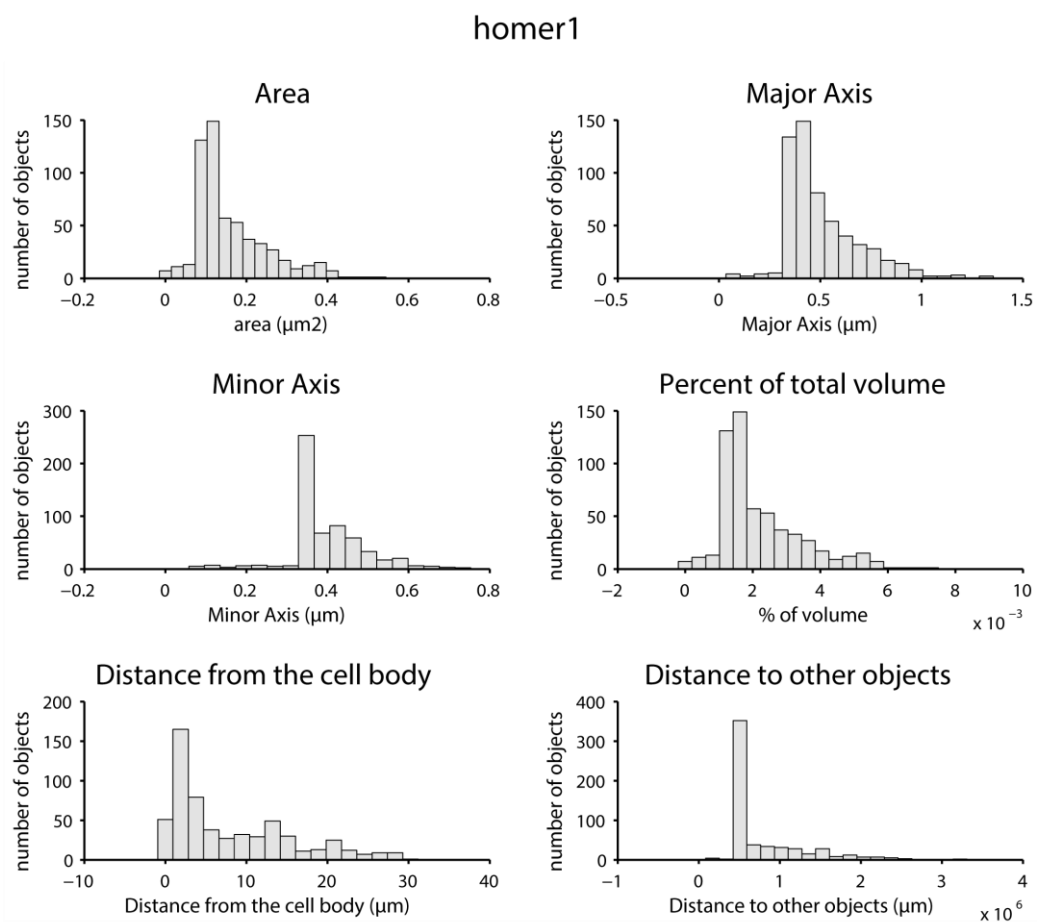 homer1
Area
number of objects
150
100
50
0
−0.2 0 0.2 0.4 0.6 0.8
area (µm2)
Major Axis
number of objects
150
100
50
0
−0.5 0 0.5 1 1.5
Major Axis (µm)
Minor Axis
number of objects
300
200
100
0
−0.2 0 0.2 0.4 0.6 0.8
Minor Axis (µm)
Percent of total volume
number of objects
150
100
50
0
−2 0 2 4 6 8 10
% of volume
x 10 −3
Distance from the cell body
number of objects
200
150
100
50
0
−10 0 10 20 30 40
Distance from the cell body (µm)
Distance to other objects
number of objects
400
300
200
100
0
−1 0 1 2 3 4
Distance to other objects (µm)
x 10 6